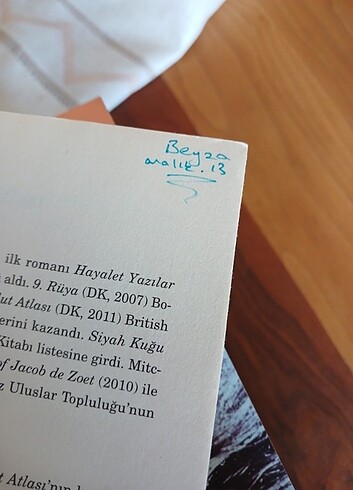 Beyza
aralık. 13
ilk romanı Hayalet Yazılar
aldı. 9. Rüya (DK, 2007) Bo-
ut Atlası (DK, 2011) British
erini kazandı. Siyah Kuğu
Kitabı listesine girdi. Mitc-
of Jacob de Zoet (2010) ile
z Uluslar Topluluğu'nun
t Atlası'nın